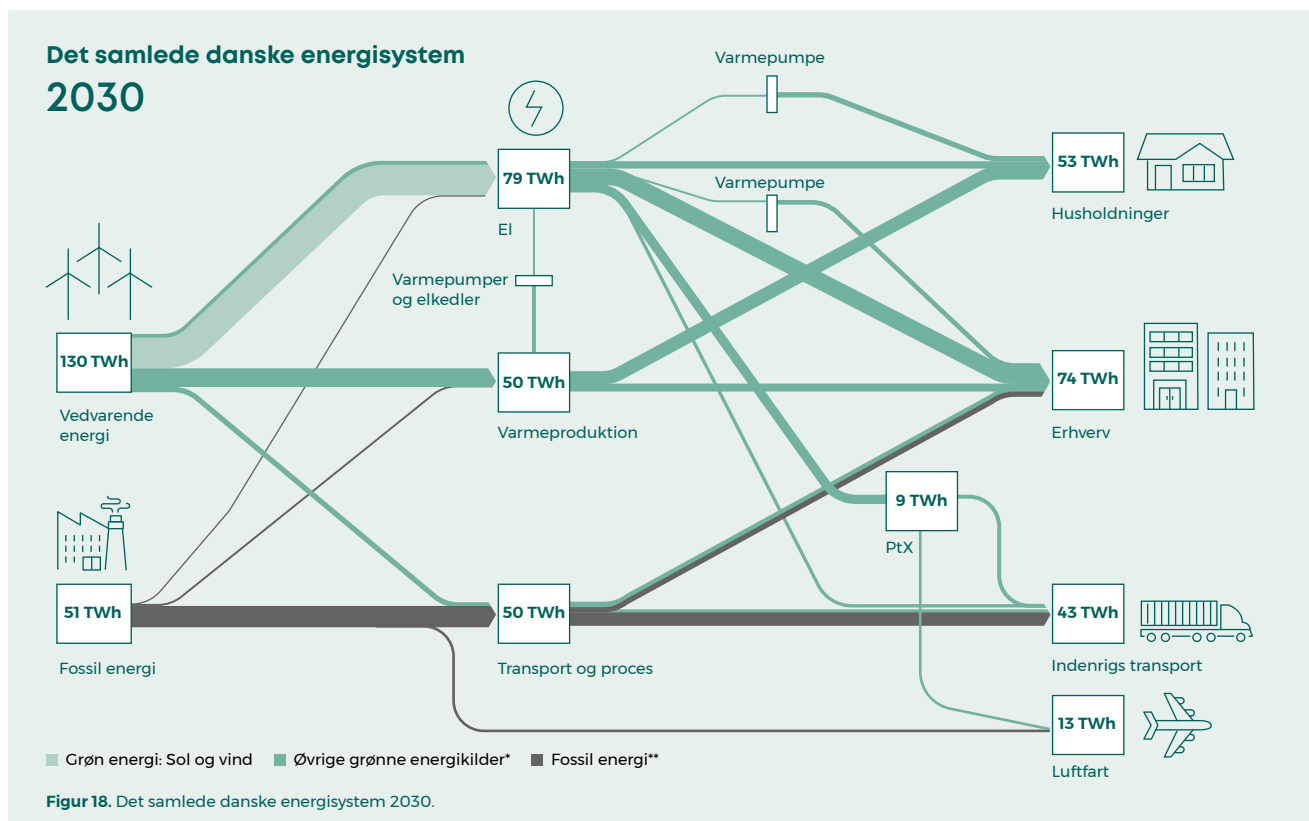 Det samlede danske energisystem
2030
Varmepumpe
79 TWh
El
Varmepumpe
53 TWh
Husholdninger
Varmepumper
og elkedler
130 TWh
Vedvarende
energi
50 TWh
Varmeproduktion
74 TWh
Erhverv
9 TWh
PtX
51 TWh
Fossil energi
50 TWh
Transport og proces
43 TWh
Indenrigs transport
13 TWh
Luftfart
Grøn energi: Sol og vind
Øvrige grønne energikilder*
Fossil energi**
Figur 18. Det samlede danske energisystem 2030.